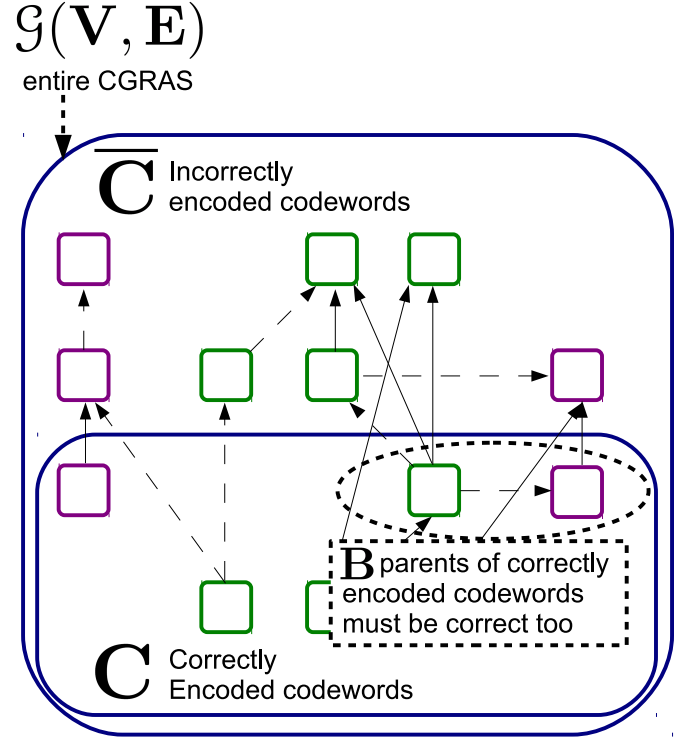 𝒢(V, E)
entire CGRAS
C̅ Incorrectly
encoded codewords
B parents of correctly
encoded codewords
must be correct too
C Correctly
Encoded codewords